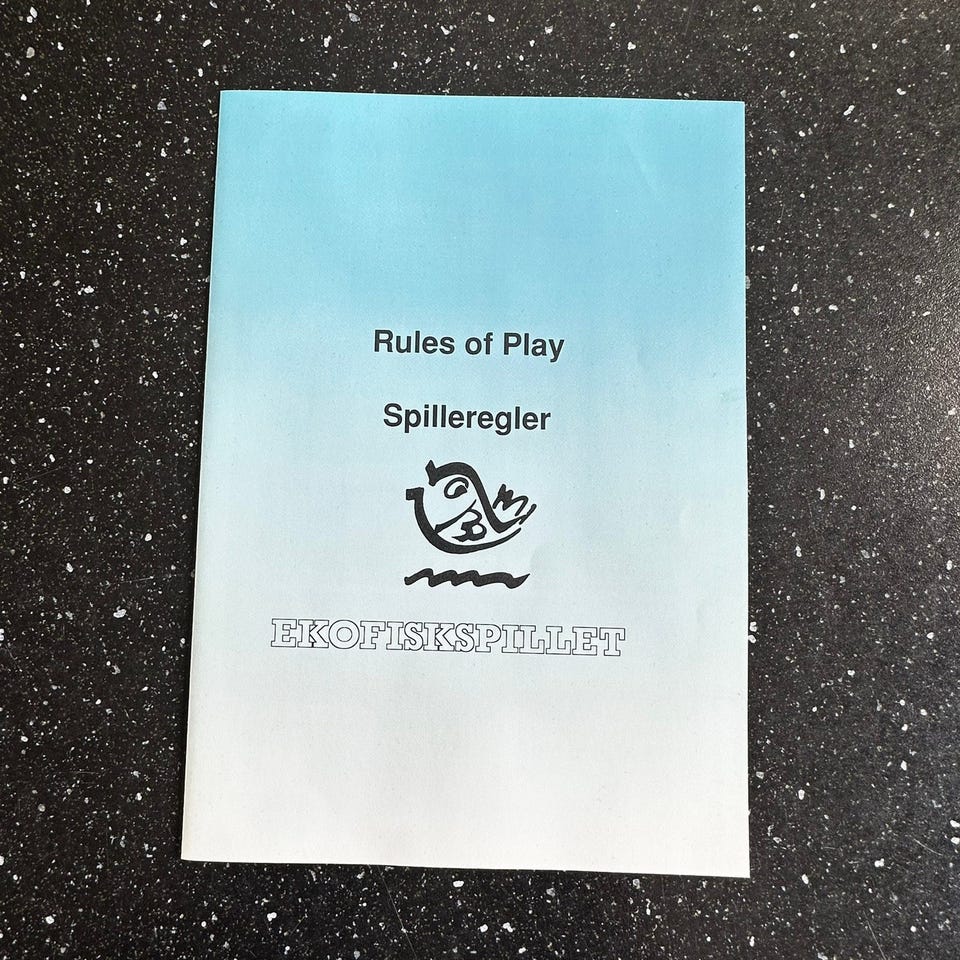 Rules of Play
Spilleregler
EKOFISKSPILLET